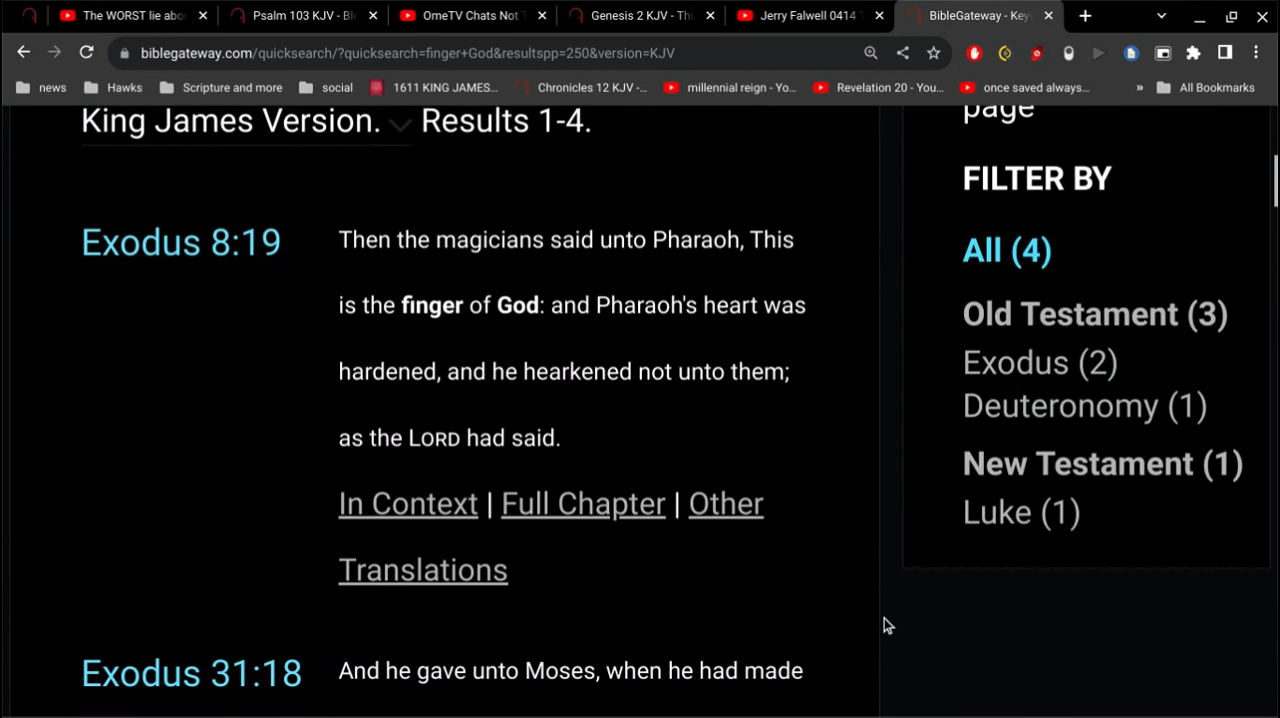 The WORST lie abou
Psalm 103 KJV - Ble
OmeTV Chats Not T
Genesis 2 KJV - Thu
Jerry Falwell 0414 T
BibleGateway - Key
biblegateway.com/quicksearch/?quicksearch=finger+God&resultspp=250&version=KJV
news
Hawks
Scripture and more
social
1611 KING JAMES...
Chronicles 12 KJV -...
millennial reign - Yo...
Revelation 20 - You...
once saved always...
»
All Bookmarks
King James Version. Results 1-4.
Exodus 8:19
Then the magicians said unto Pharaoh, This
is the finger of God: and Pharaoh's heart was
hardened, and he hearkened not unto them;
as the LORD had said.
In Context | Full Chapter | Other
Translations
Exodus 31:18
And he gave unto Moses, when he had made
page
FILTER BY
All (4)
Old Testament (3)
Exodus (2)
Deuteronomy (1)
New Testament (1)
Luke (1)